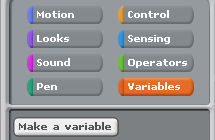 Motion Control
Looks Sensing
Sound Operators
Pen Variables
Make a variable